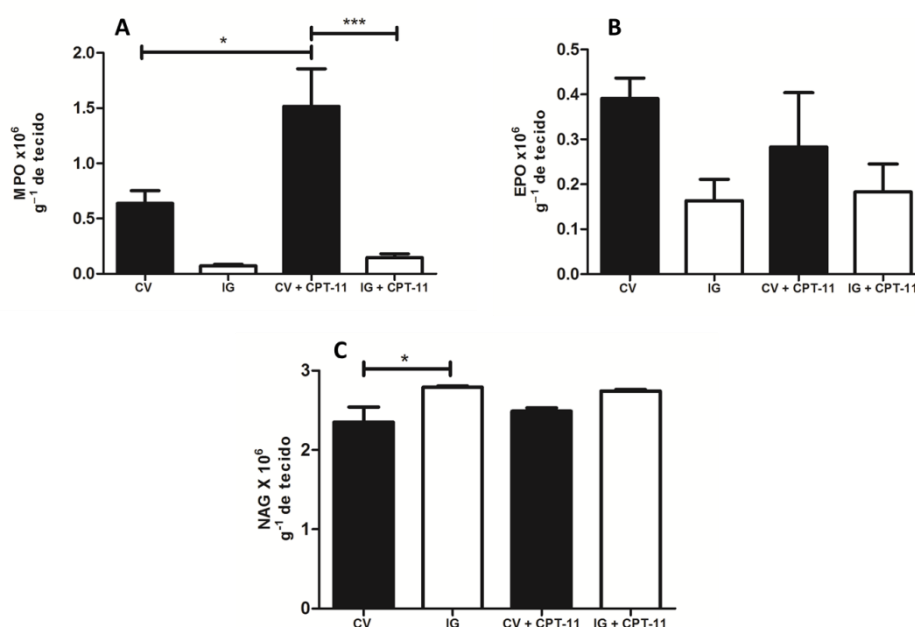 A
*
***
2.0
1.5
1.0
0.5
0.0
MPO x10⁶
g⁻¹ de tecido
CV
IG
CV + CPT-11
IG + CPT-11
B
0.5
0.4
0.3
0.2
0.1
0.0
EPO x10⁶
g⁻¹ de tecido
CV
IG
CV + CPT-11
IG + CPT-11
C
*
3
2
1
0
NAG X 10⁶
g⁻¹ de tecido
CV
IG
CV + CPT-11
IG + CPT-11